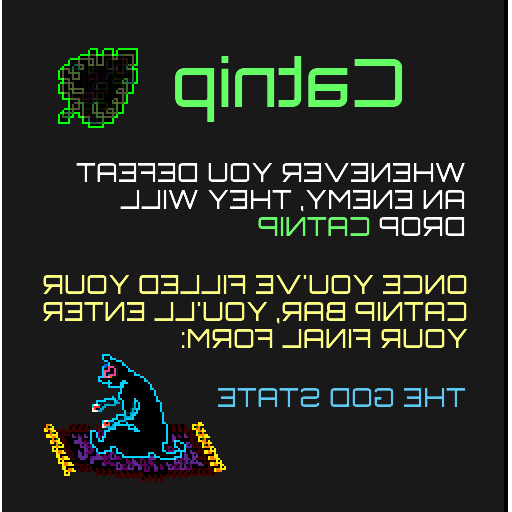 Catnip
WHENEVER YOU DEFEAT
AN ENEMY, THEY WILL
DROP CATNIP
ONCE YOU'VE FILLED YOUR
CATNIP BAR, YOU'LL ENTER
YOUR FINAL FORM:
THE GOD STATE